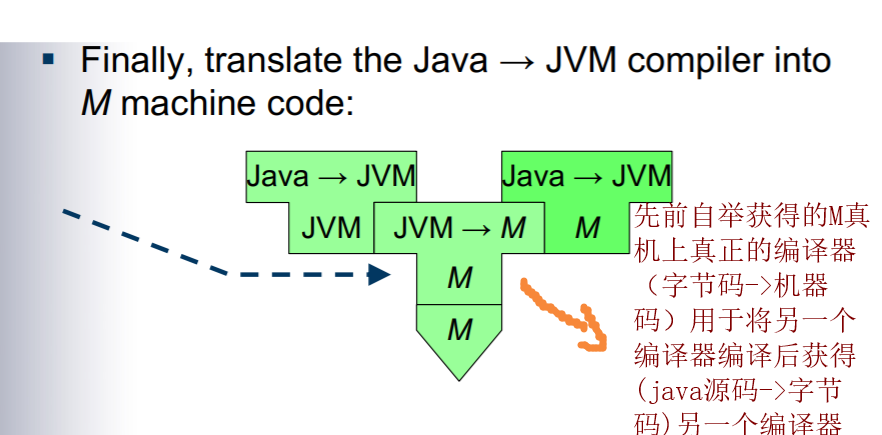 Finally, translate the Java → JVM compiler into
M machine code:
Java → JVM
Java → JVM
JVM
JVM → M
M
M
M
先前自举获得的M真
机上真正的编译器
（字节码->机器
码）用于将另一个
编译器编译后获得
(java源码->字节
码)另一个编译器